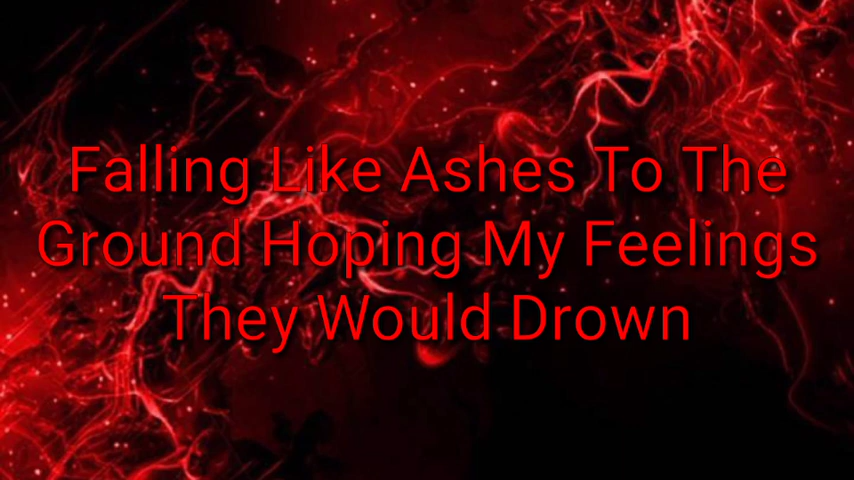 Falling Like Ashes To The
Ground Hoping My Feelings
They Would Drown